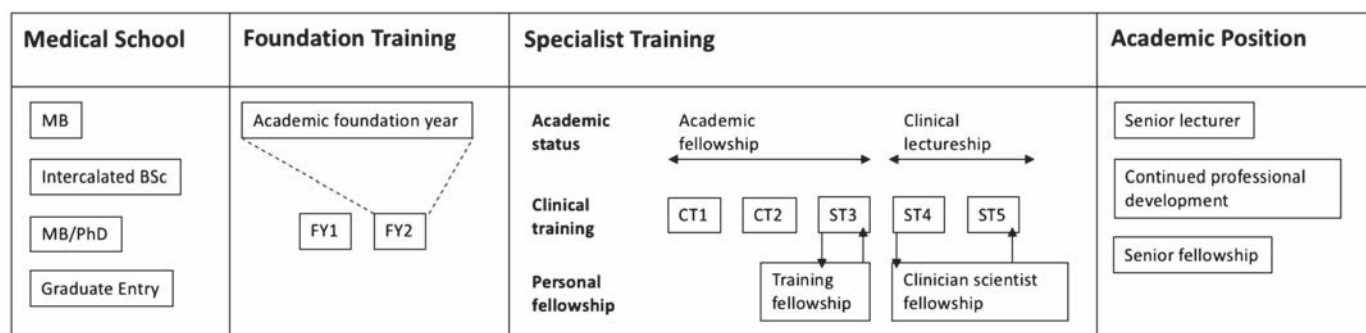 Medical School
Foundation Training
Specialist Training
Academic Position
MB
Intercalated BSc
MB/PhD
Graduate Entry
Academic foundation year
FY1
FY2
Academic
status
Academic
fellowship
Clinical
lectureship
Clinical
training
CT1
CT2
ST3
ST4
ST5
Personal
fellowship
Training
fellowship
Clinician scientist
fellowship
Senior lecturer
Continued professional
development
Senior fellowship